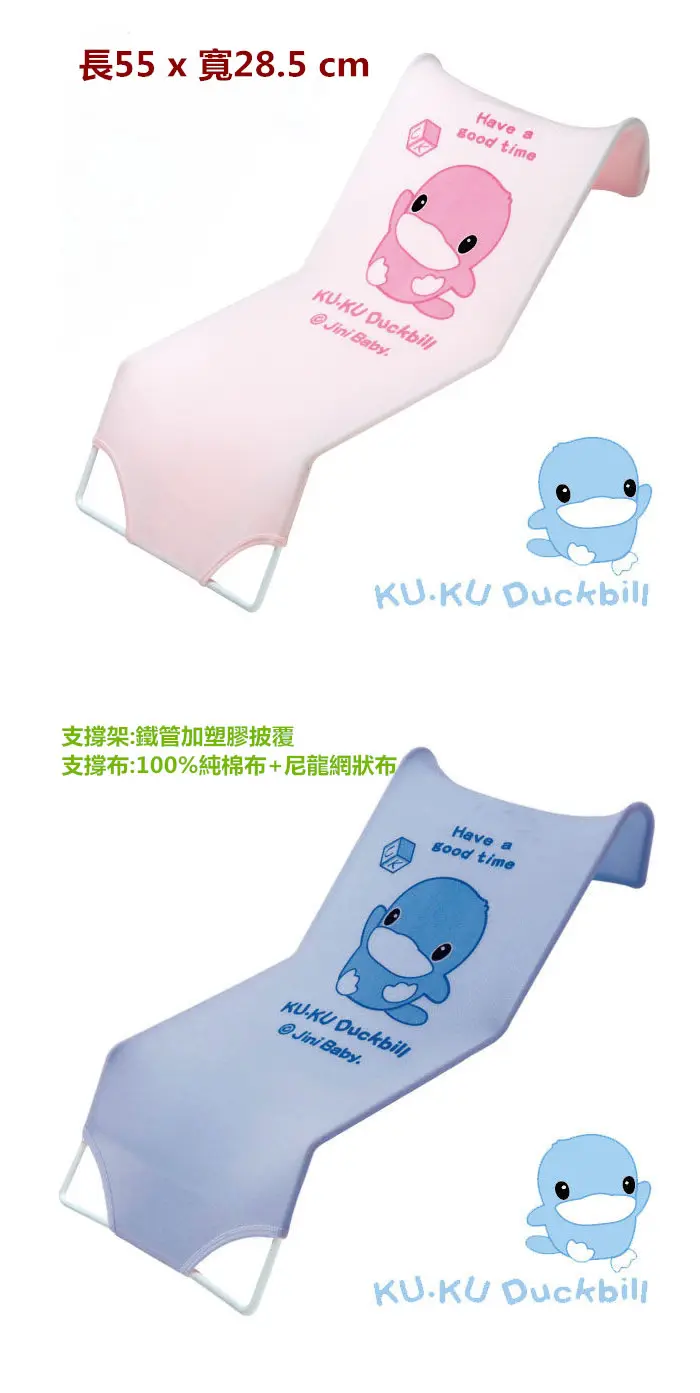 長55 x 寬28.5 cm
Have a
good time
KU.KU Duckbill
@ Jini Baby.
KU.KU Duckbill
支撐架:鐵管加塑膠披覆
支撐布:100%純棉布+尼龍網狀布
Have a
good time
KU.KU Duckbill
@ Jini Baby.
KU.KU Duckbill